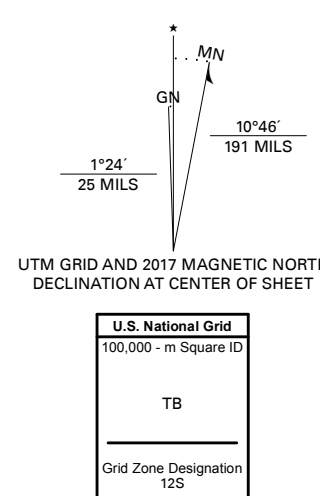 ★
MN
GN
10°46´
191 MILS
1°24´
25 MILS
UTM GRID AND 2017 MAGNETIC NORTH
DECLINATION AT CENTER OF SHEET
U.S. National Grid
100,000 - m Square ID
TB
Grid Zone Designation
12S